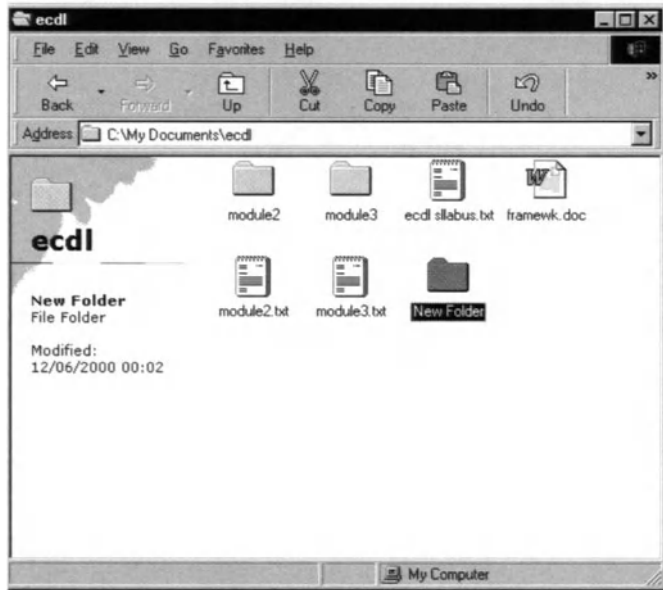 ecdl
File Edit View Go Favorites Help
Back Forward Up Cut Copy Paste Undo »
Address C:\My Documents\ecdl
module2 module3 ecdl sllabus.txt framewk.doc
ecdl
module2.txt module3.txt New Folder
New Folder
File Folder
Modified:
12/06/2000 00:02
My Computer